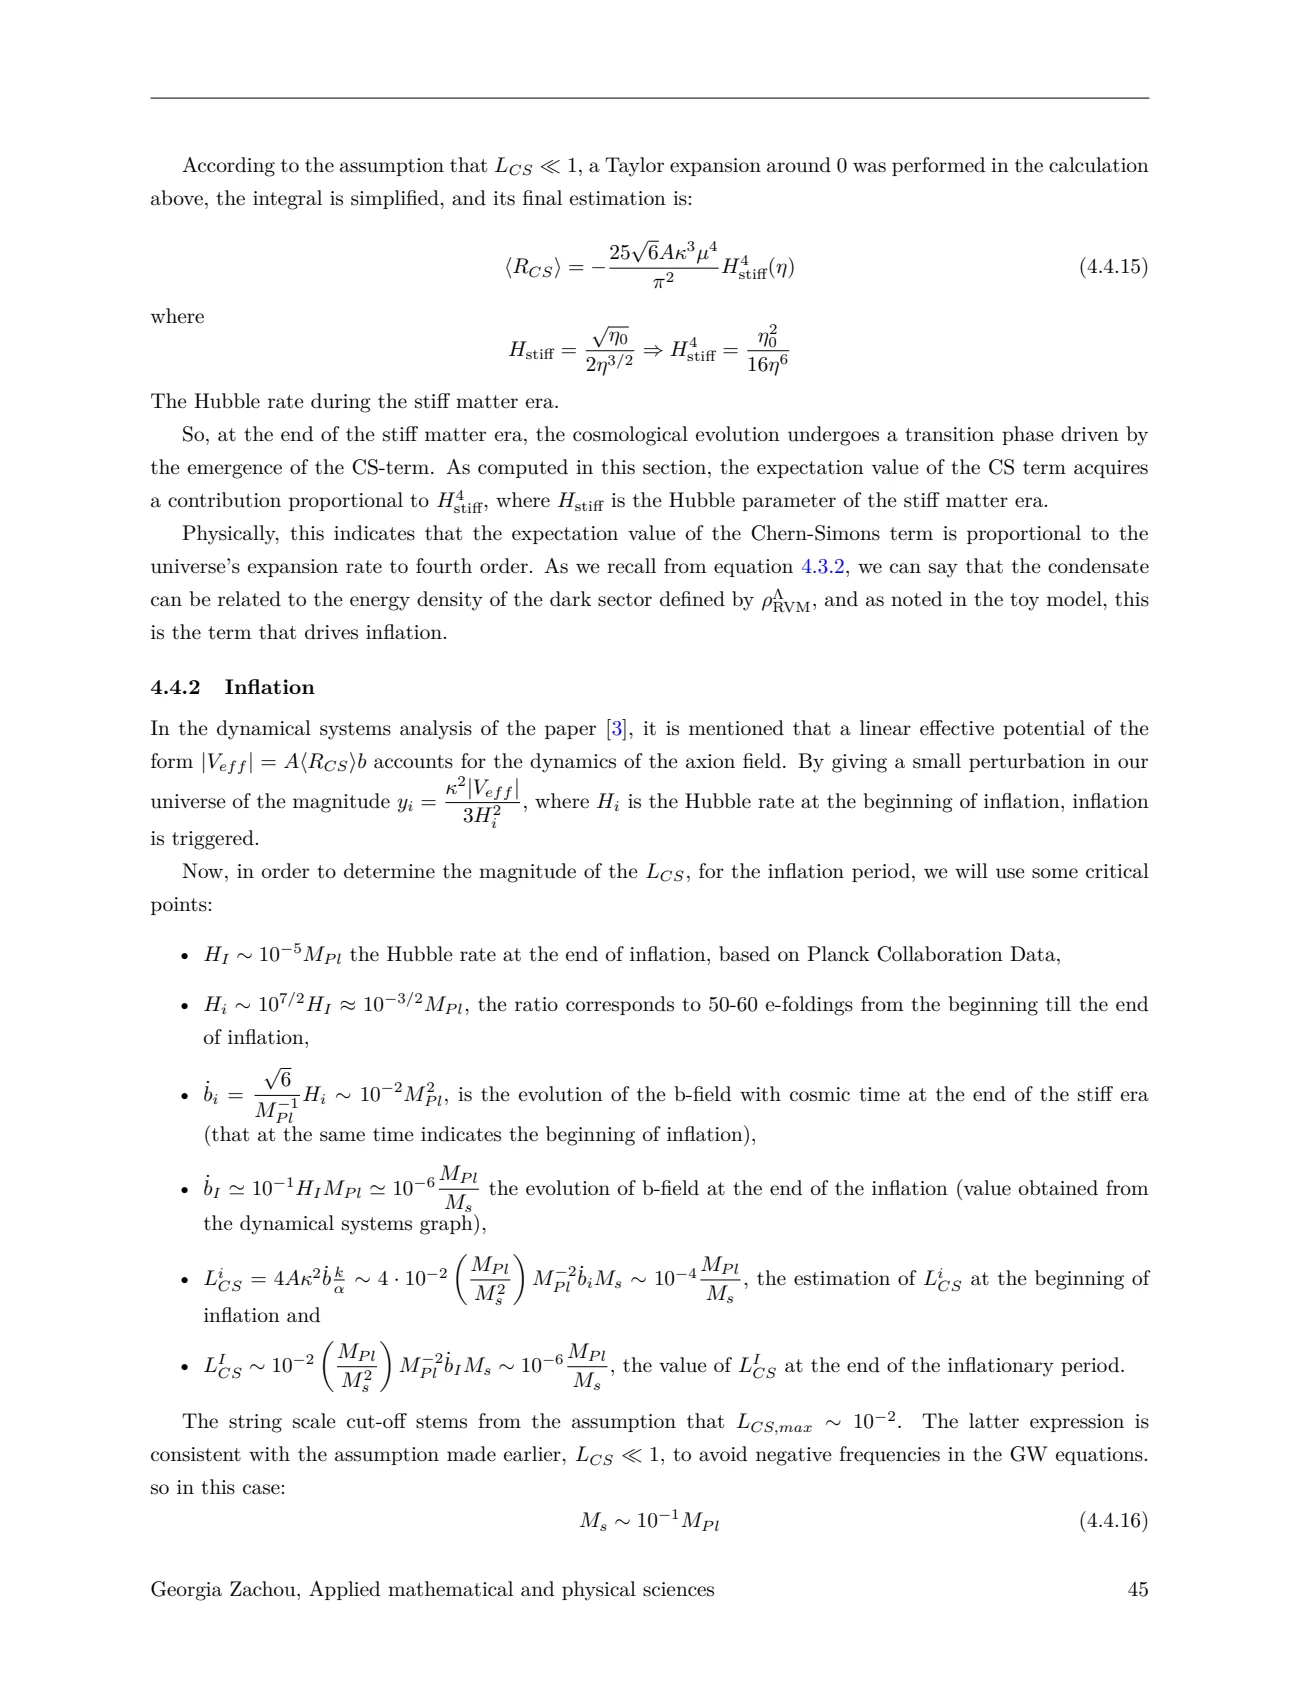 According to the assumption that $L_{CS} \ll 1$, a Taylor expansion around 0 was performed in the calculation
above, the integral is simplified, and its final estimation is:
$\langle R_{CS} \rangle = -\frac{25\sqrt{6}A\kappa^3\mu^4}{\pi^2} H^4_{\text{stiff}}(\eta)$ (4.4.15)
where
$H_{\text{stiff}} = \frac{\sqrt{\eta_0}}{2\eta^{3/2}} \Rightarrow H^4_{\text{stiff}} = \frac{\eta_0^2}{16\eta^6}$
The Hubble rate during the stiff matter era.
So, at the end of the stiff matter era, the cosmological evolution undergoes a transition phase driven by
the emergence of the CS-term. As computed in this section, the expectation value of the CS term acquires
a contribution proportional to $H^4_{\text{stiff}}$, where $H_{\text{stiff}}$ is the Hubble parameter of the stiff matter era.
Physically, this indicates that the expectation value of the Chern-Simons term is proportional to the
universe's expansion rate to fourth order. As we recall from equation 4.3.2, we can say that the condensate
can be related to the energy density of the dark sector defined by $\rho^{\Lambda}_{\text{RVM}}$, and as noted in the toy model, this
is the term that drives inflation.
4.4.2 Inflation
In the dynamical systems analysis of the paper [3], it is mentioned that a linear effective potential of the
form $|V_{eff}| = A\langle R_{CS} \rangle b$ accounts for the dynamics of the axion field. By giving a small perturbation in our
universe of the magnitude $y_i = \frac{\kappa^2|V_{eff}|}{3H_i^2}$, where $H_i$ is the Hubble rate at the beginning of inflation, inflation
is triggered.
Now, in order to determine the magnitude of the $L_{CS}$, for the inflation period, we will use some critical
points:
• $H_I \sim 10^{-5} M_{Pl}$ the Hubble rate at the end of inflation, based on Planck Collaboration Data,
• $H_i \sim 10^{7/2} H_I \approx 10^{-3/2} M_{Pl}$, the ratio corresponds to 50-60 e-foldings from the beginning till the end
of inflation,
• $\dot{b}_i = \frac{\sqrt{6}}{M_{Pl}^{-1}} H_i \sim 10^{-2} M_{Pl}^2$, is the evolution of the b-field with cosmic time at the end of the stiff era
(that at the same time indicates the beginning of inflation),
• $\dot{b}_I \simeq 10^{-1} H_I M_{Pl} \simeq 10^{-6} \frac{M_{Pl}}{M_s}$ the evolution of b-field at the end of the inflation (value obtained from
the dynamical systems graph),
• $L^i_{CS} = 4A\kappa^2 \dot{b} \frac{k}{\alpha} \sim 4 \cdot 10^{-2} \left( \frac{M_{Pl}}{M_s^2} \right) M_{Pl}^{-2} \dot{b}_i M_s \sim 10^{-4} \frac{M_{Pl}}{M_s}$, the estimation of $L^i_{CS}$ at the beginning of
inflation and
• $L^I_{CS} \sim 10^{-2} \left( \frac{M_{Pl}}{M_s^2} \right) M_{Pl}^{-2} \dot{b}_I M_s \sim 10^{-6} \frac{M_{Pl}}{M_s}$, the value of $L^I_{CS}$ at the end of the inflationary period.
The string scale cut-off stems from the assumption that $L_{CS,max} \sim 10^{-2}$. The latter expression is
consistent with the assumption made earlier, $L_{CS} \ll 1$, to avoid negative frequencies in the GW equations.
so in this case:
$M_s \sim 10^{-1} M_{Pl}$ (4.4.16)
Georgia Zachou, Applied mathematical and physical sciences 45